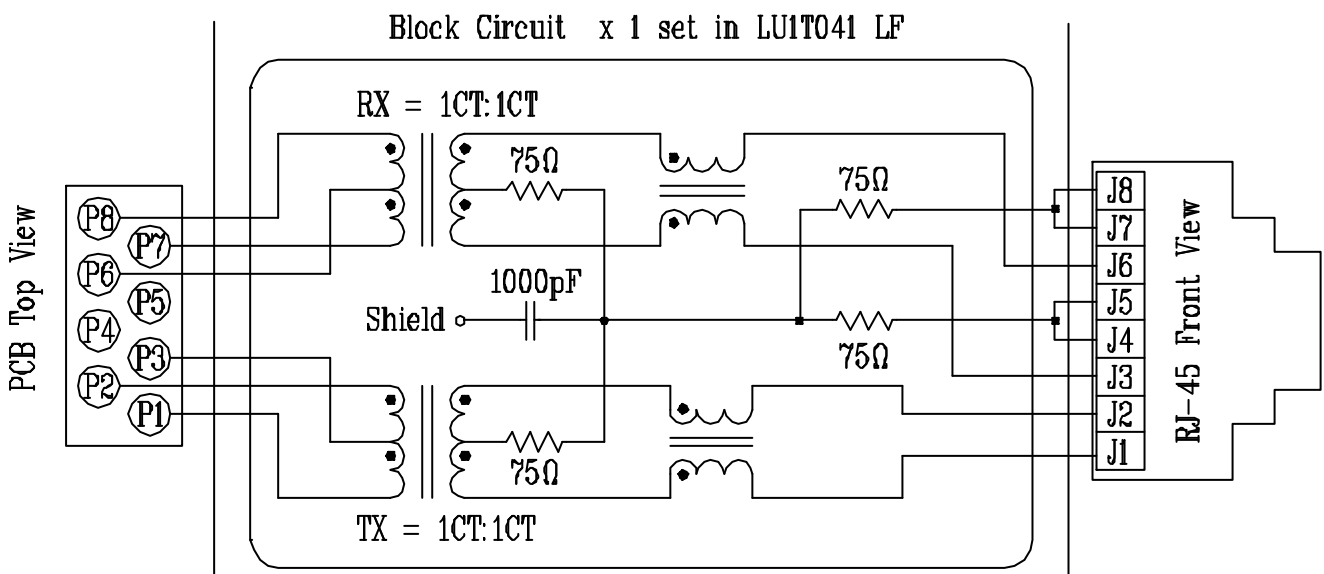 Block Circuit x 1 set in LU1T041 LF
RX = 1CT:1CT
75Ω
75Ω
PCB Top View
P8
P7
P6
P5
P4
P3
P2
P1
1000pF
Shield
75Ω
75Ω
TX = 1CT:1CT
J8
J7
J6
J5
J4
J3
J2
J1
RJ-45 Front View